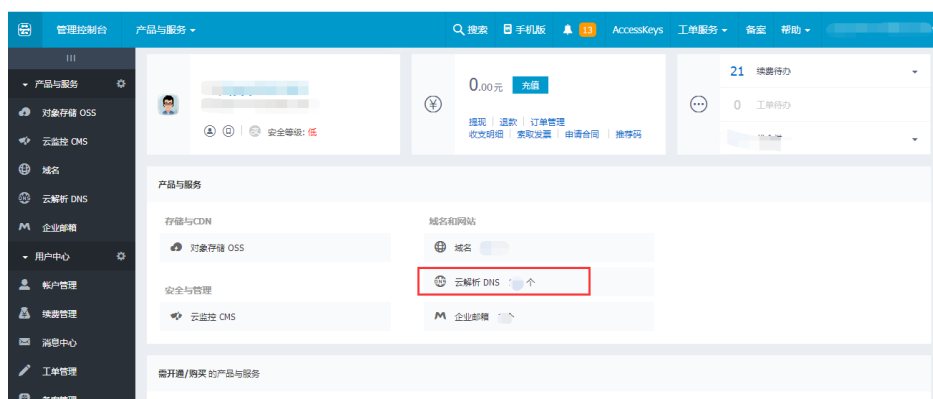 管理控制台 产品与服务 搜索 手机版 13 AccessKeys 工单服务 备案 帮助
产品与服务
对象存储 OSS
云监控 CMS
域名
云解析 DNS
企业邮箱
用户中心
帐户管理
续费管理
消息中心
工单管理
安全等级: 低
0.00元 充值
提现 退款 订单管理
收支明细 索取发票 申请合同 推荐码
21 续费待办
0 工单待办
产品与服务
存储与CDN
对象存储 OSS
安全与管理
云监控 CMS
域名和网站
域名
云解析 DNS 个
企业邮箱
需开通/购买 的产品与服务